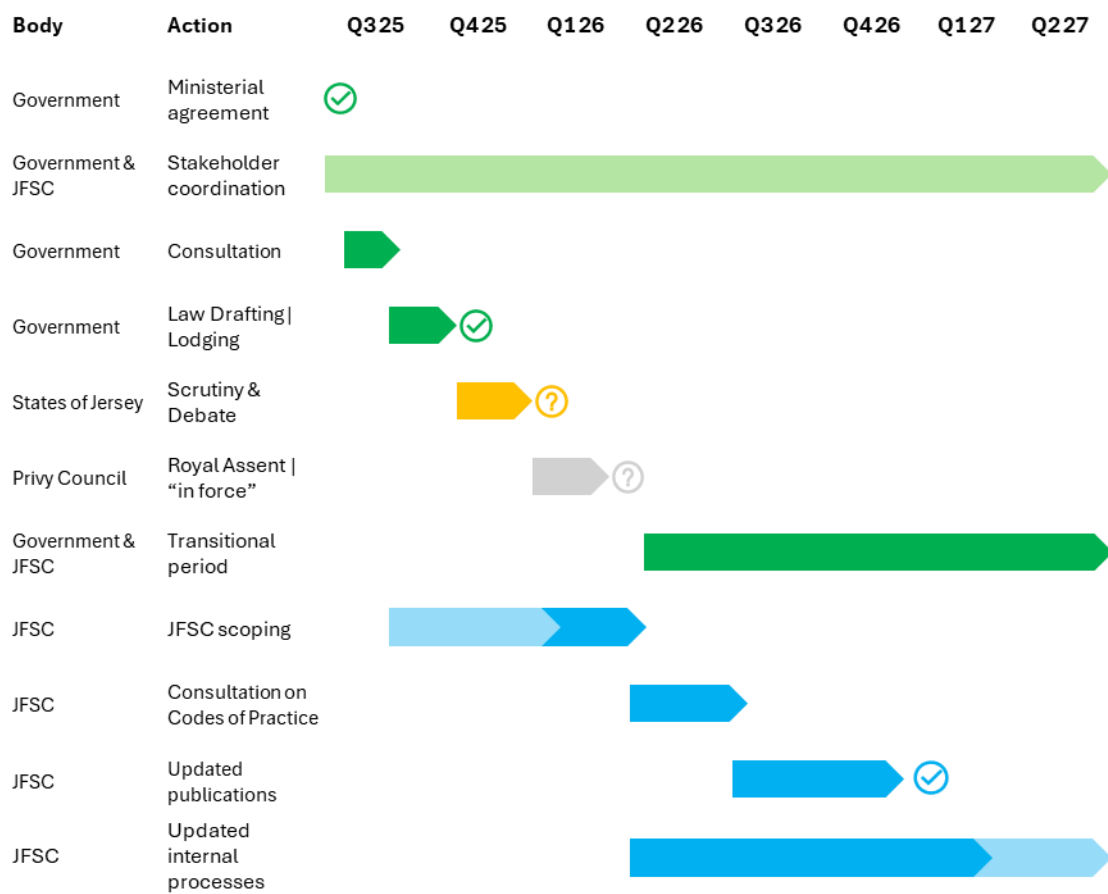 Body Action Q325 Q425 Q126 Q226 Q326 Q426 Q127 Q227
Government
Ministerial
agreement
Government &
JFSC
Stakeholder
coordination
Government
Consultation
Government
Law Drafting |
Lodging
States of Jersey
Scrutiny &
Debate
?
Privy Council
Royal Assent |
“in force”
?
Government &
JFSC
Transitional
period
JFSC
JFSC scoping
JFSC
Consultation on
Codes of Practice
JFSC
Updated
publications
JFSC
Updated
internal
processes